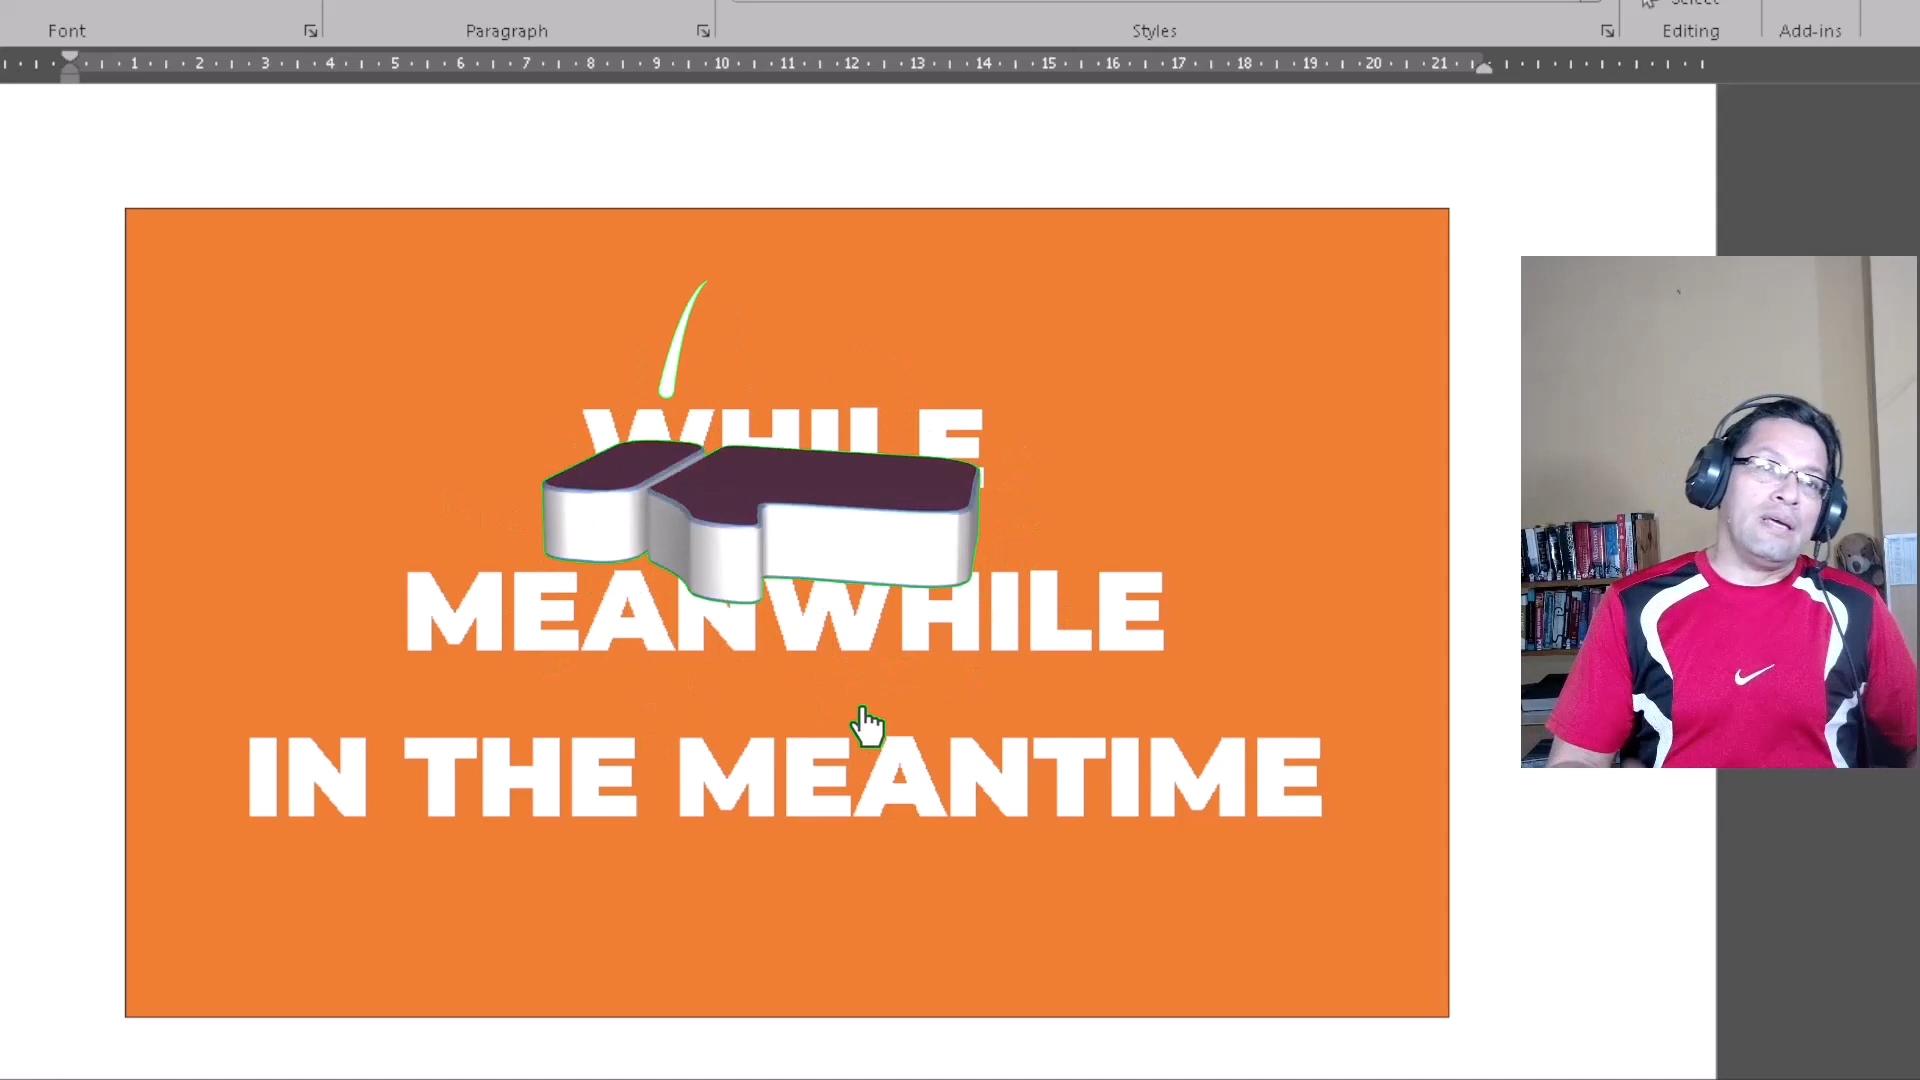 Select
Font Paragraph Styles Editing Add-ins
1 2 3 4 5 6 7 8 9 10 11 12 13 14 15 16 17 18 19 20 21
WHILE
MEANWHILE
IN THE MEANTIME